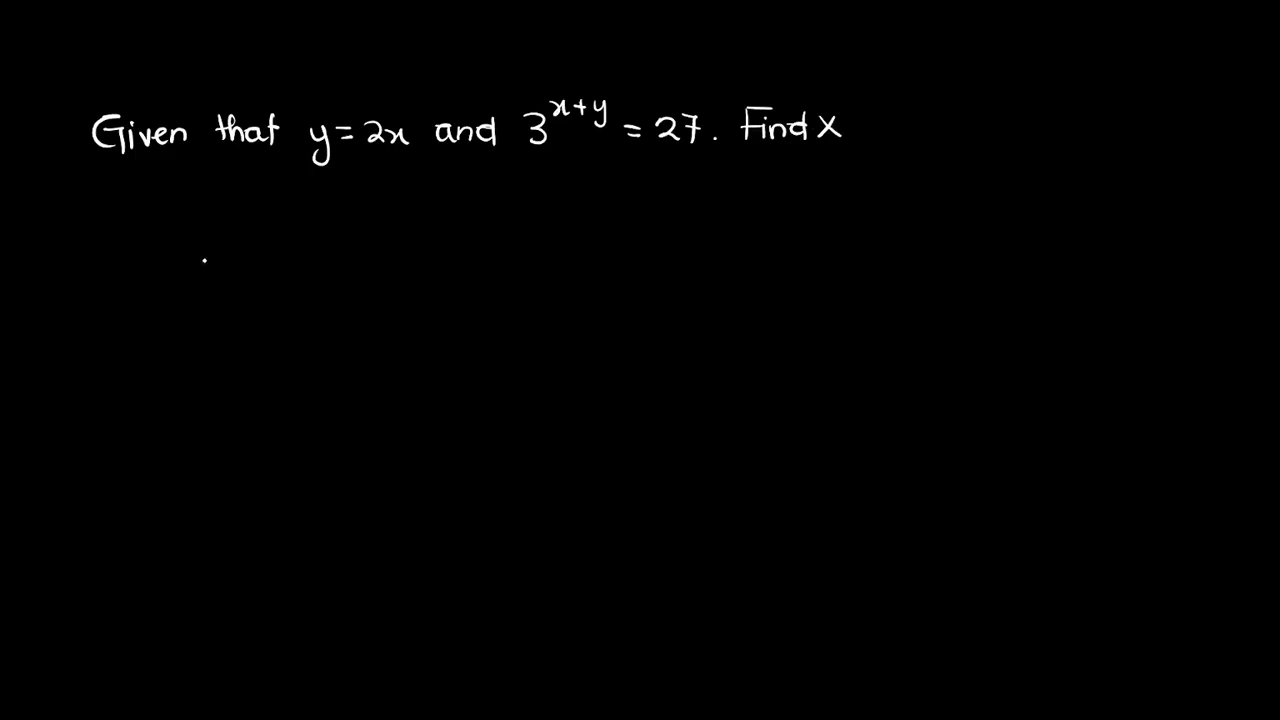 Given that y=2x and 3^{x+y} = 27. Find X